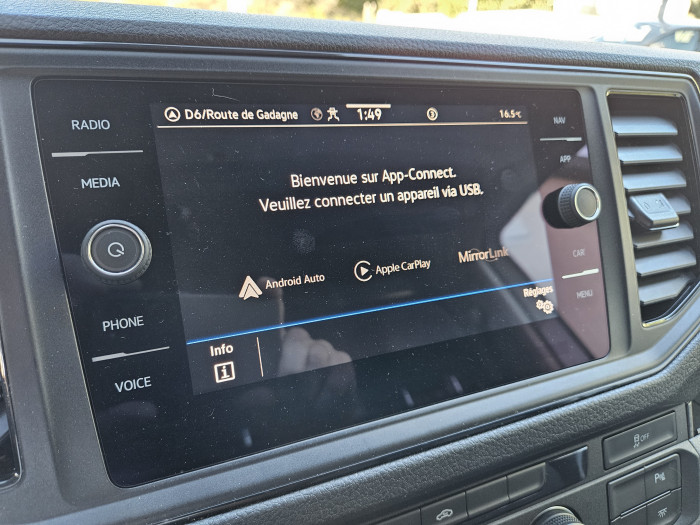 RADIO
MEDIA
PHONE
VOICE
D6/Route de Gadagne
1:49
16.5°C
Bienvenue sur App-Connect.
Veuillez connecter un appareil via USB.
Android Auto
Apple CarPlay
MirrorLink
Réglages
Info
i
NAV
APP
CAR
MENU
OFF
P